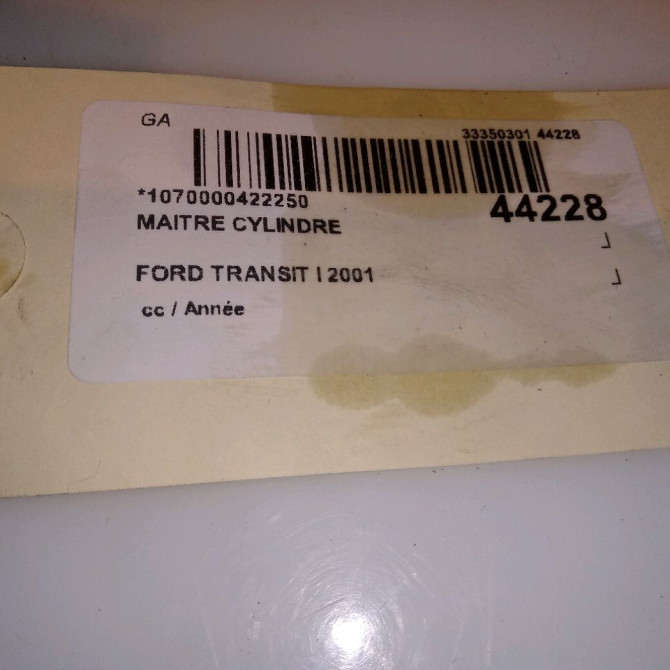 GA
33350301 44228
*1070000422250
44228
MAITRE CYLINDRE
FORD TRANSIT I 2001
cc / Année